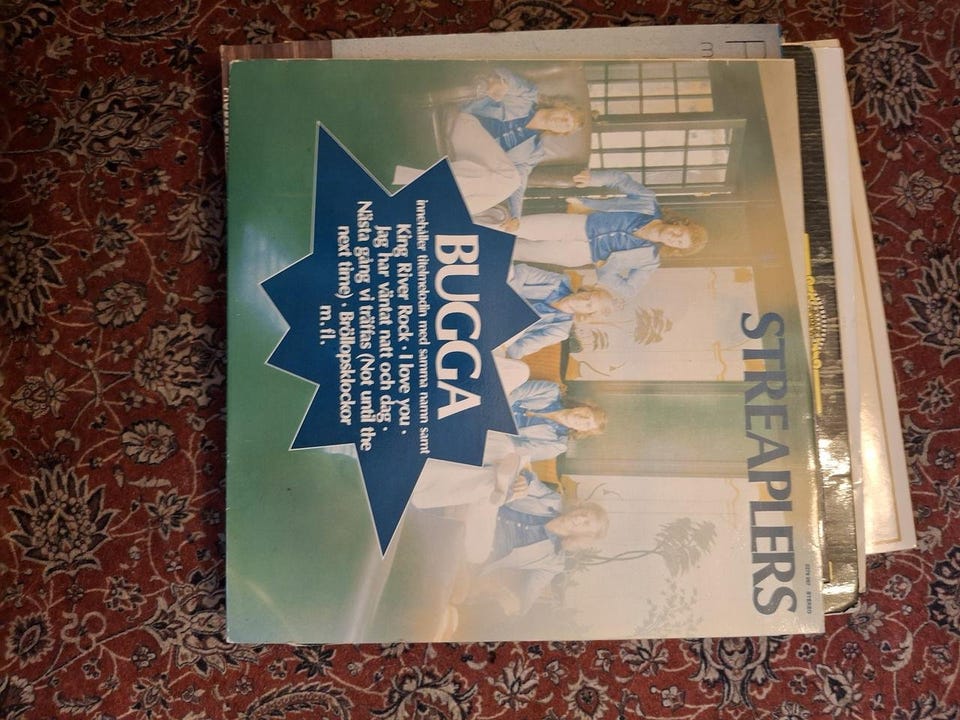 STREAPLERS
BUGGA
innehåller titelmelodin med samma namn samt
King River Rock · I love you ·
Jag har väntat natt och dag ·
Nästa gång vi träffas (Not until the
next time) · Bröllopsklockor
m.fl.